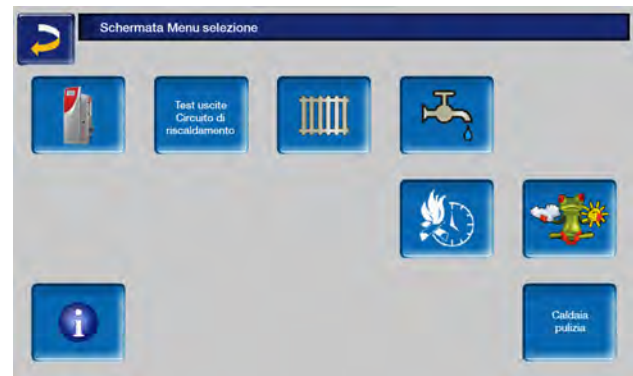 Schermata Menu selezione
Test uscite
Circuito di
riscaldamento
i
Caldaia
pulizia